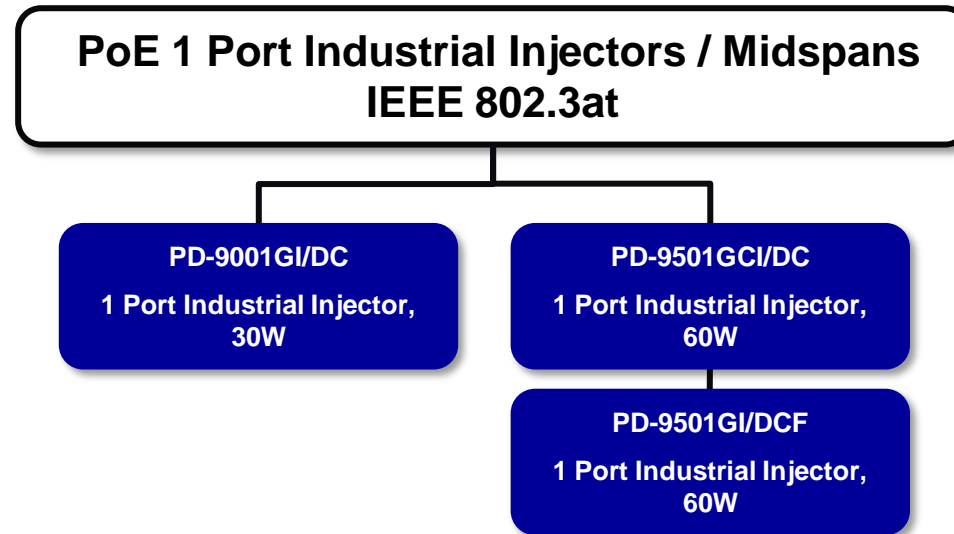 PoE 1 Port Industrial Injectors / Midspans
IEEE 802.3at
PD-9001GI/DC
1 Port Industrial Injector,
30W
PD-9501GCI/DC
1 Port Industrial Injector,
60W
PD-9501GI/DCF
1 Port Industrial Injector,
60W